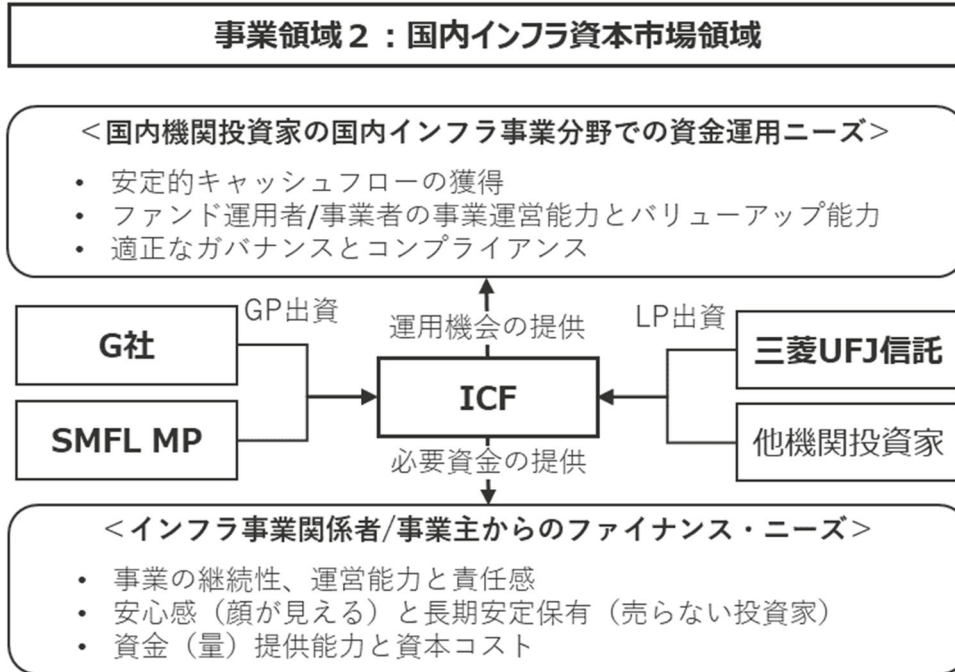 事業領域２：国内インフラ資本市場領域
＜国内機関投資家の国内インフラ事業分野での資金運用ニーズ＞
• 安定的キャッシュフローの獲得
• ファンド運用者/事業者の事業運営能力とバリューアップ能力
• 適正なガバナンスとコンプライアンス
G社
GP出資
運用機会の提供
LP出資
三菱UFJ信託
ICF
SMFL MP
必要資金の提供
他機関投資家
＜インフラ事業関係者/事業主からのファイナンス・ニーズ＞
• 事業の継続性、運営能力と責任感
• 安心感（顔が見える）と長期安定保有（売らない投資家）
• 資金（量）提供能力と資本コスト